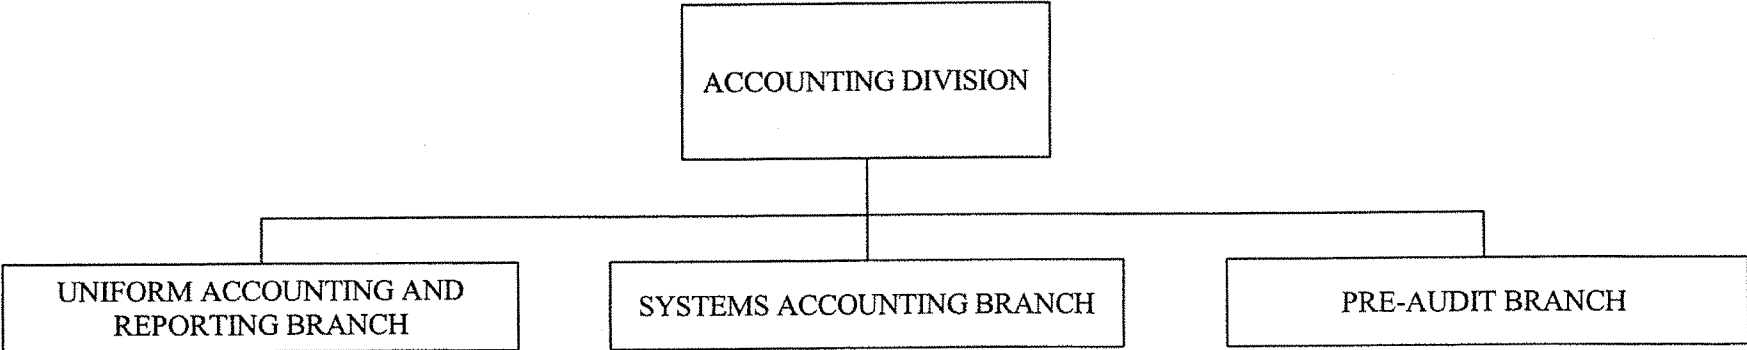 ACCOUNTING DIVISION
UNIFORM ACCOUNTING AND
REPORTING BRANCH
SYSTEMS ACCOUNTING BRANCH
PRE-AUDIT BRANCH